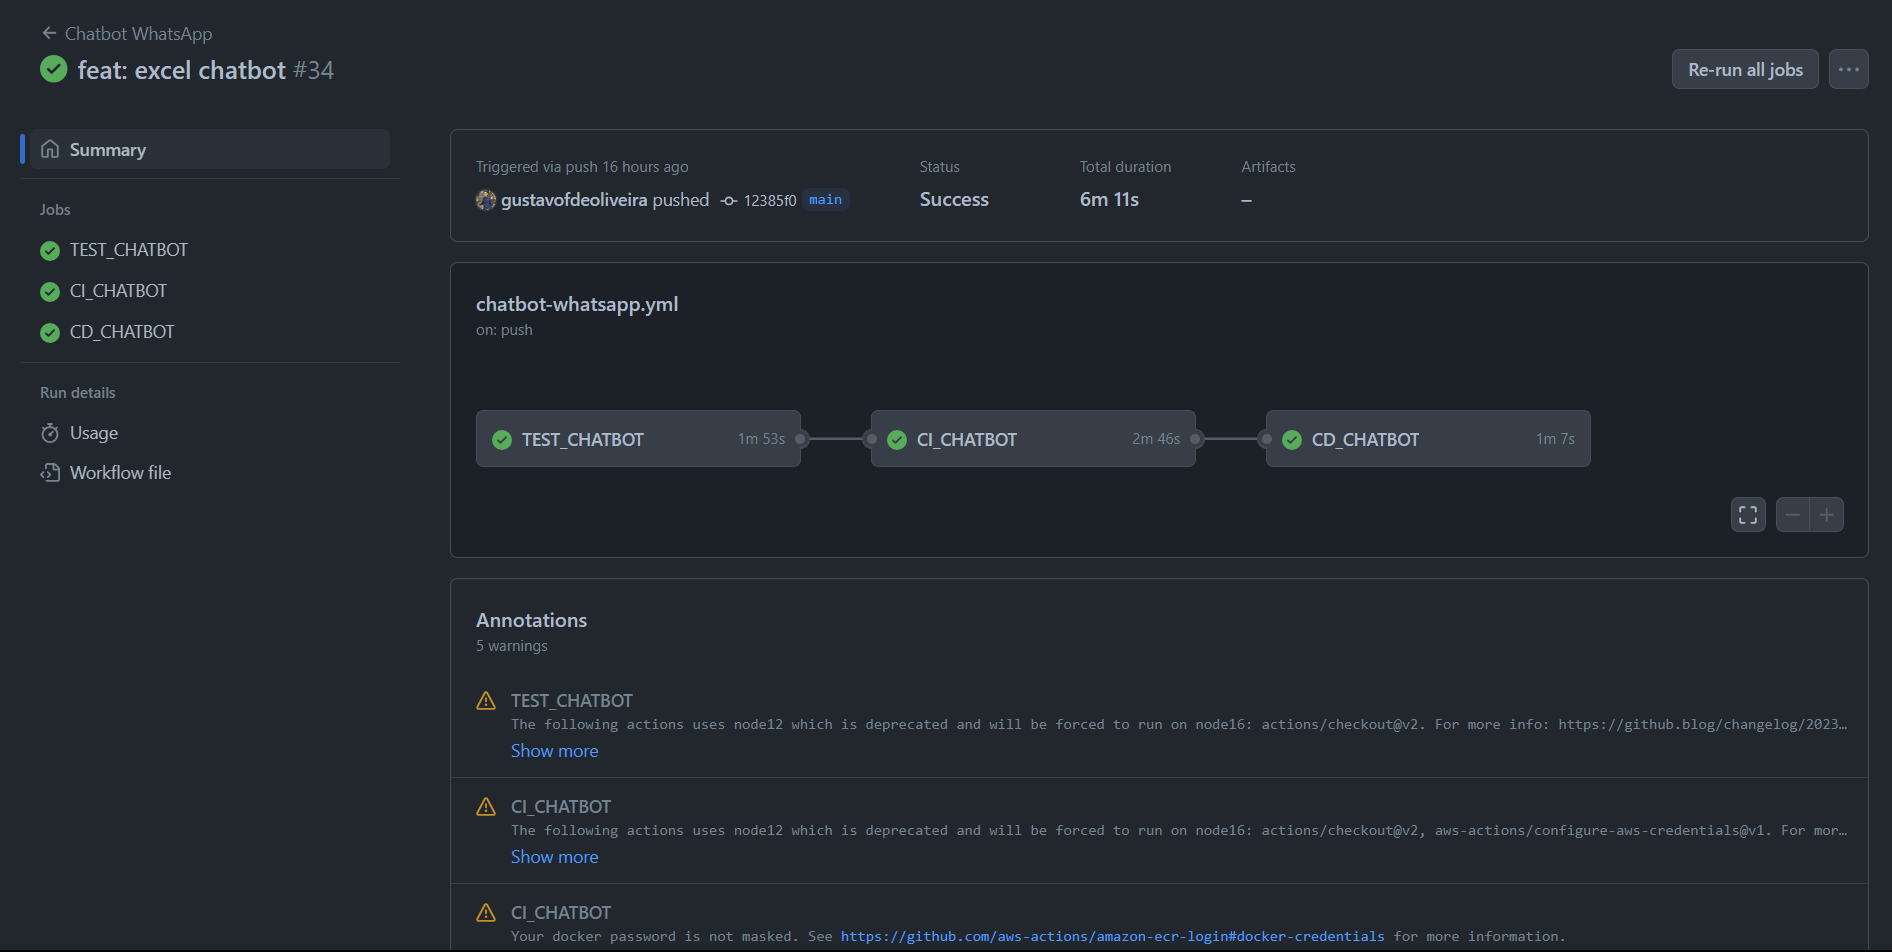 Chatbot WhatsApp
feat: excel chatbot #34
Re-run all jobs
Summary
Jobs
TEST_CHATBOT
CI_CHATBOT
CD_CHATBOT
Run details
Usage
Workflow file
Triggered via push 16 hours ago
Status
Total duration
Artifacts
gustavofdeoliveira pushed 12385f0 main
Success
6m 11s
–
chatbot-whatsapp.yml
on: push
TEST_CHATBOT 1m 53s
CI_CHATBOT 2m 46s
CD_CHATBOT 1m 7s
Annotations
5 warnings
TEST_CHATBOT
The following actions uses node12 which is deprecated and will be forced to run on node16: actions/checkout@v2. For more info: https://github.blog/changelog/2023…
Show more
CI_CHATBOT
The following actions uses node12 which is deprecated and will be forced to run on node16: actions/checkout@v2, aws-actions/configure-aws-credentials@v1. For mor…
Show more
CI_CHATBOT
Your docker password is not masked. See https://github.com/aws-actions/amazon-ecr-login#docker-credentials for more information.